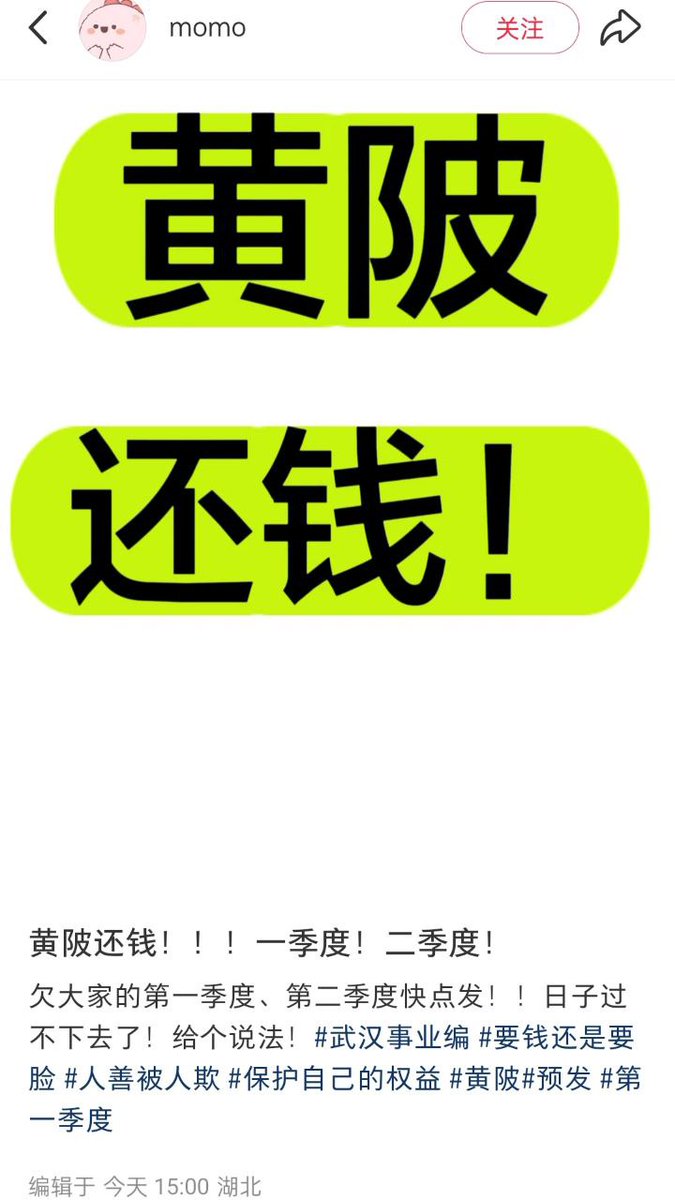 momo
关注
黄陂
还钱！
黄陂还钱！！！一季度！二季度！
欠大家的第一季度、第二季度快点发！！日子过
不下去了！给个说法！#武汉事业编 #要钱还是要
脸 #人善被人欺 #保护自己的权益 #黄陂#预发 #第
一季度
编辑于 今天 15:00 湖北